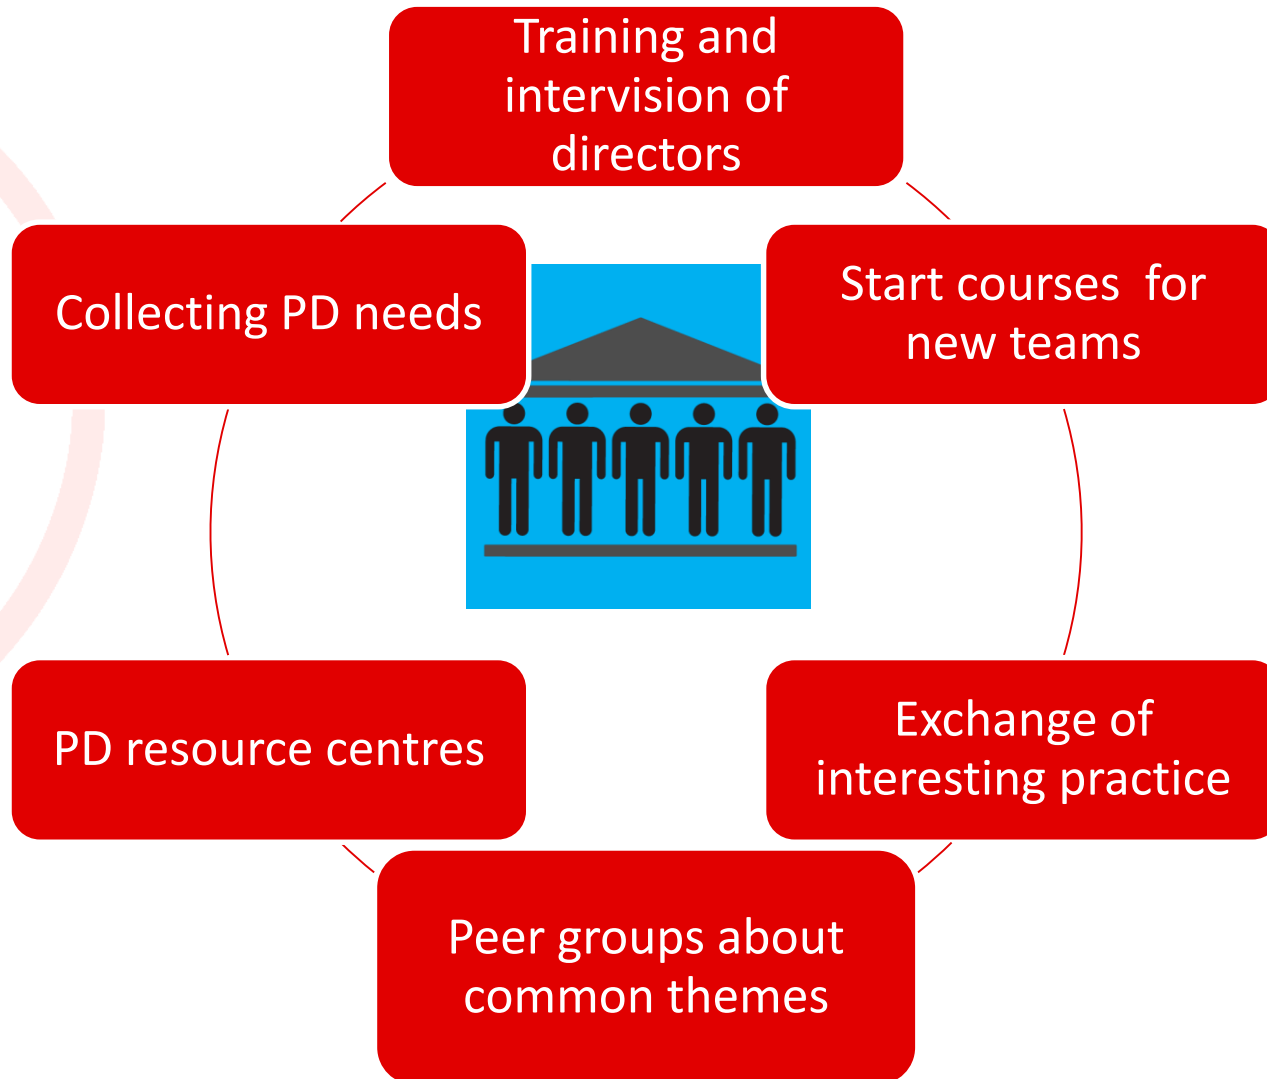 Training and
intervision of
directors
Collecting PD needs
Start courses  for
new teams
PD resource centres
Exchange of
interesting practice
Peer groups about
common themes